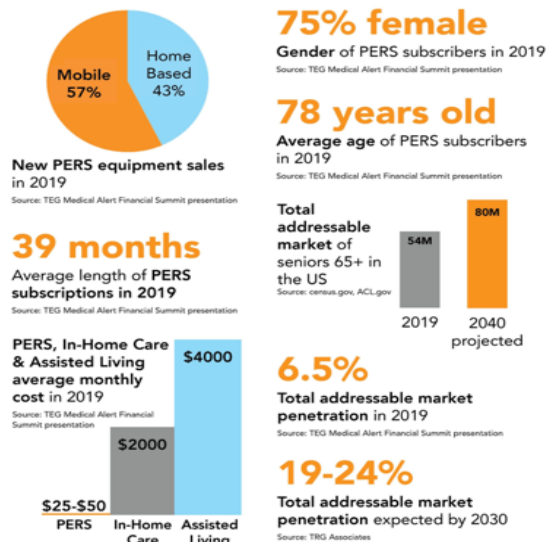 Mobile
57%
Home
Based
43%
New PERS equipment sales
in 2019
Source: TEG Medical Alert Financial Summit presentation
39 months
Average length of PERS
subscriptions in 2019
Source: TEG Medical Alert Financial Summit presentation
PERS, In-Home Care
& Assisted Living
average monthly
cost in 2019
Source: TEG Medical Alert Financial
Summit presentation
$25-$50
$2000
$4000
PERS
In-Home
Care
Assisted
Living
75% female
Gender of PERS subscribers in 2019
Source: TEG Medical Alert Financial Summit presentation
78 years old
Average age of PERS subscribers
in 2019
Source: TEG Medical Alert Financial Summit presentation
Total
addressable
market of
seniors 65+ in
the US
Source: census.gov, ACL.gov
54M
80M
2019
2040
projected
6.5%
Total addressable market
penetration in 2019
Source: TEG Medical Alert Financial Summit presentation
19-24%
Total addressable market
penetration expected by 2030
Source: TRG Associates